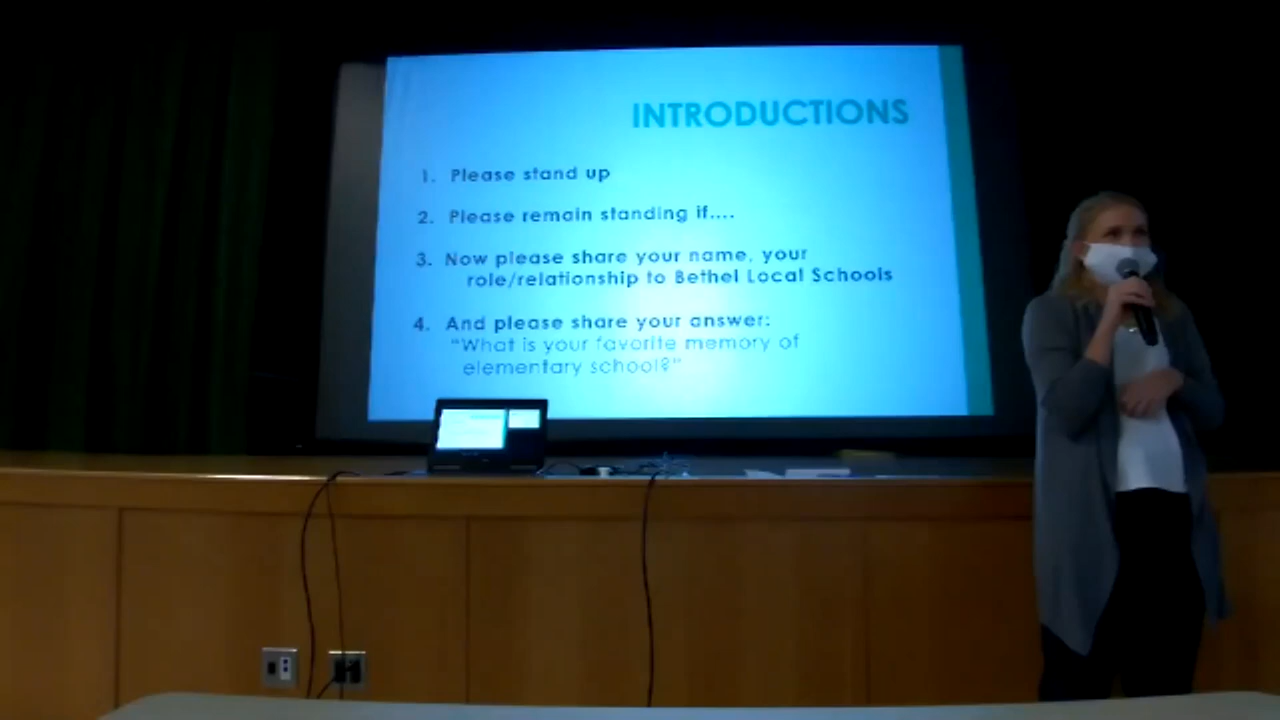 INTRODUCTIONS
1. Please stand up
2. Please remain standing if....
3. Now please share your name, your
role/relationship to Bethel Local Schools
4. And please share your answer:
"What is your favorite memory of
elementary school?"